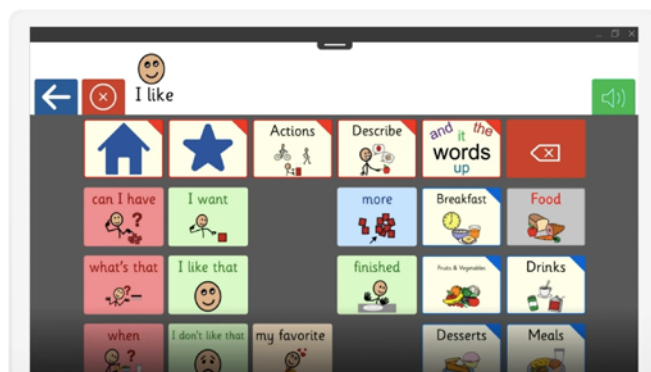 I like
Actions
Describe
and it the
words
up
can I have
I want
more
Breakfast
Food
what's that
I like that
finished
Fruits & Vegetables
Drinks
when
I don't like that
my favorite
Desserts
Meals